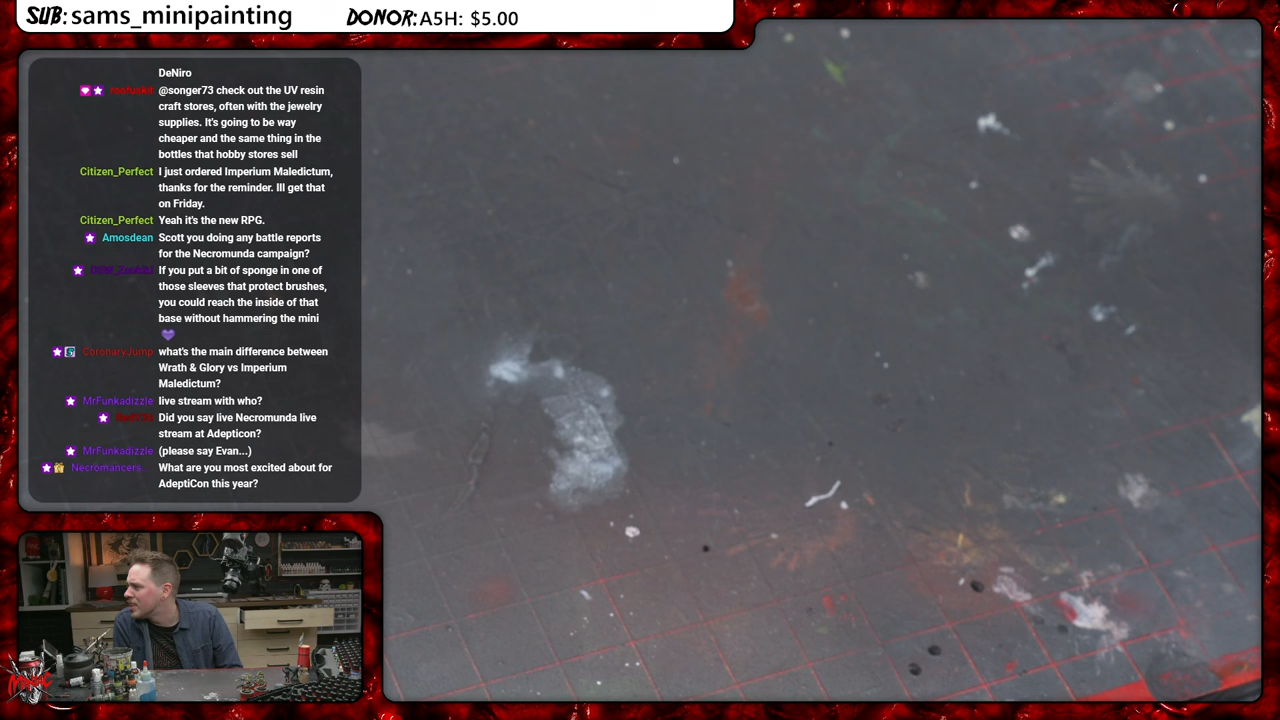 SUB: sams_minipainting
DONOR: A5H: $5.00
DeNiro
@songer73 check out the UV resin
craft stores, often with the jewelry
supplies. It's going to be way
cheaper and the same thing in the
bottles that hobby stores sell
Citizen_Perfect I just ordered Imperium Maledictum,
thanks for the reminder. Ill get that
on Friday.
Citizen_Perfect Yeah it's the new RPG.
Amosdean Scott you doing any battle reports
for the Necromunda campaign?
If you put a bit of sponge in one of
those sleeves that protect brushes,
you could reach the inside of that
base without hammering the mini
CoronaryJump what's the main difference between
Wrath & Glory vs Imperium
Maledictum?
MrFunkadizzle live stream with who?
Did you say live Necromunda live
stream at Adepticon?
MrFunkadizzle (please say Evan...)
Necromancers... What are you most excited about for
AdeptiCon this year?